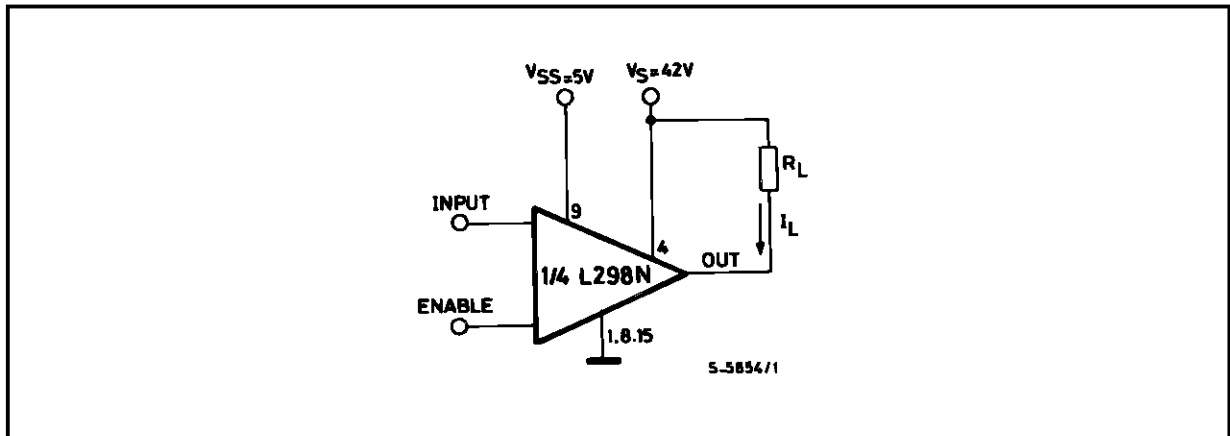 VSS=5V
VS=42V
RL
INPUT
9
IL
4
OUT
1/4 L298N
ENABLE
1.8.15
S-5854/1